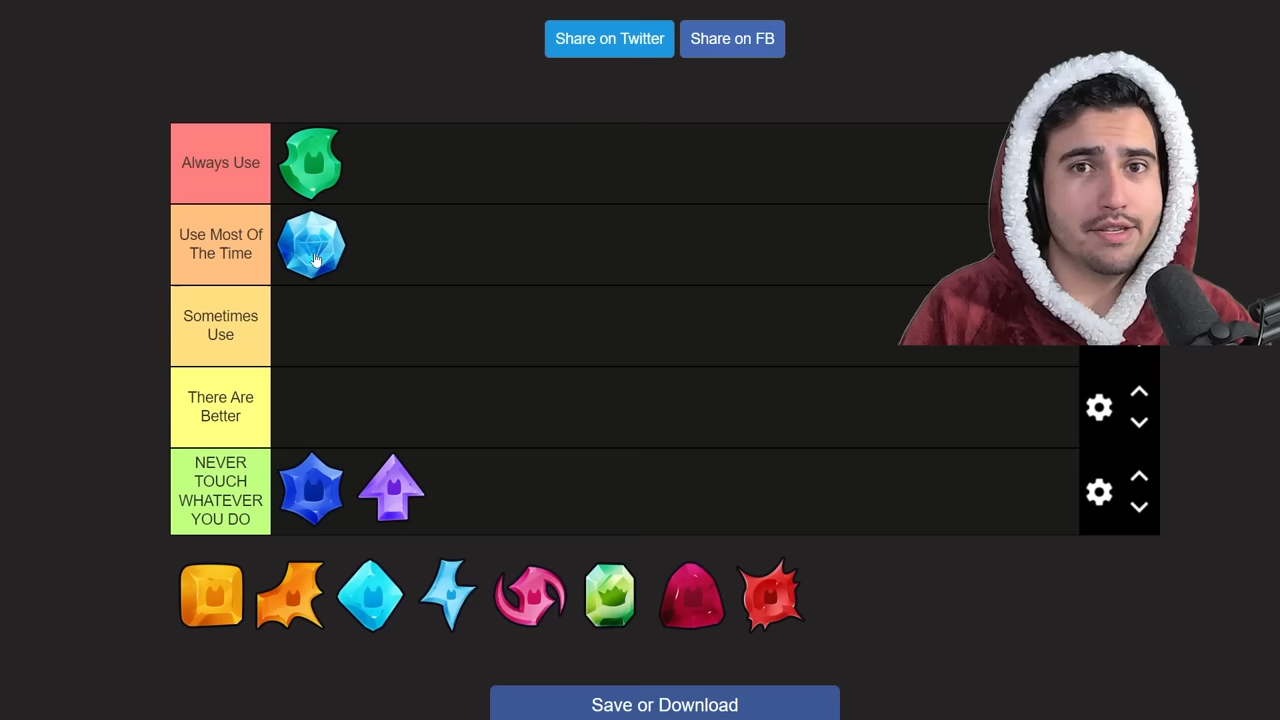 Share on Twitter
Share on FB
Always Use
Use Most Of
The Time
Sometimes
Use
There Are
Better
NEVER
TOUCH
WHATEVER
YOU DO
Save or Download